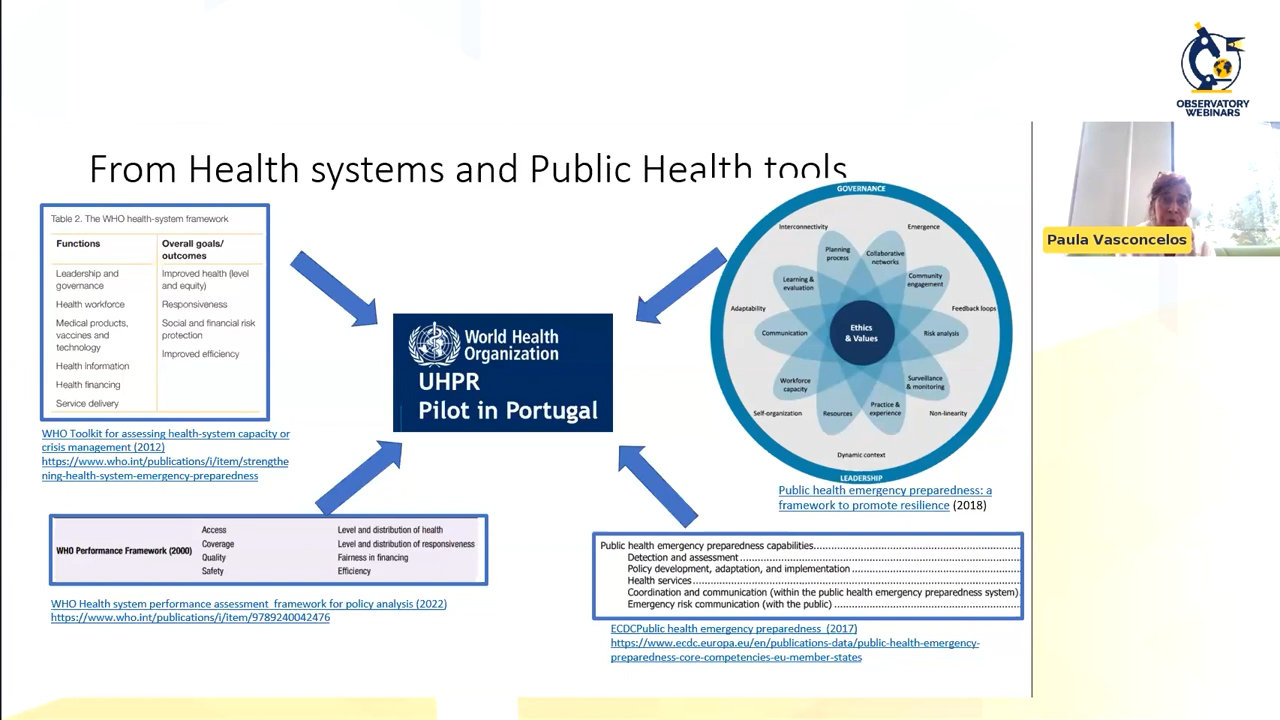 OBSERVATORY
WEBINARS
From Health systems and Public Health tools
Paula Vasconcelos
Table 2. The WHO health-system framework
Functions
Overall goals/
outcomes
Leadership and
governance
Improved health (level
and equity)
Health workforce
Responsiveness
Medical products,
vaccines and
technology
Social and financial risk
protection
Health information
Improved efficiency
Health financing
Service delivery
WHO Toolkit for assessing health-system capacity or
crisis management (2012)
https://www.who.int/publications/i/item/strengthe
ning-health-system-emergency-preparedness
World Health
Organization
UHPR
Pilot in Portugal
GOVERNANCE
Interconnectivity
Emergence
Planning
process
Collaborative
networks
Learning &
evaluation
Community
engagement
Adaptability
Feedback loops
Communication
Ethics
& Values
Risk analysis
Workforce
capacity
Surveillance
& monitoring
Self-organization
Resources
Practice &
experience
Non-linearity
Dynamic context
LEADERSHIP
Public health emergency preparedness: a
framework to promote resilience (2018)
WHO Performance Framework (2000)
Access
Coverage
Quality
Safety
Level and distribution of health
Level and distribution of responsiveness
Fairness in financing
Efficiency
WHO Health system performance assessment framework for policy analysis (2022)
https://www.who.int/publications/i/item/9789240042476
Public health emergency preparedness capabilities
Detection and assessment
Policy development, adaptation, and implementation
Health services
Coordination and communication (within the public health emergency preparedness system)
Emergency risk communication (with the public)
ECDCPublic health emergency preparedness (2017)
https://www.ecdc.europa.eu/en/publications-data/public-health-emergency-
preparedness-core-competencies-eu-member-states